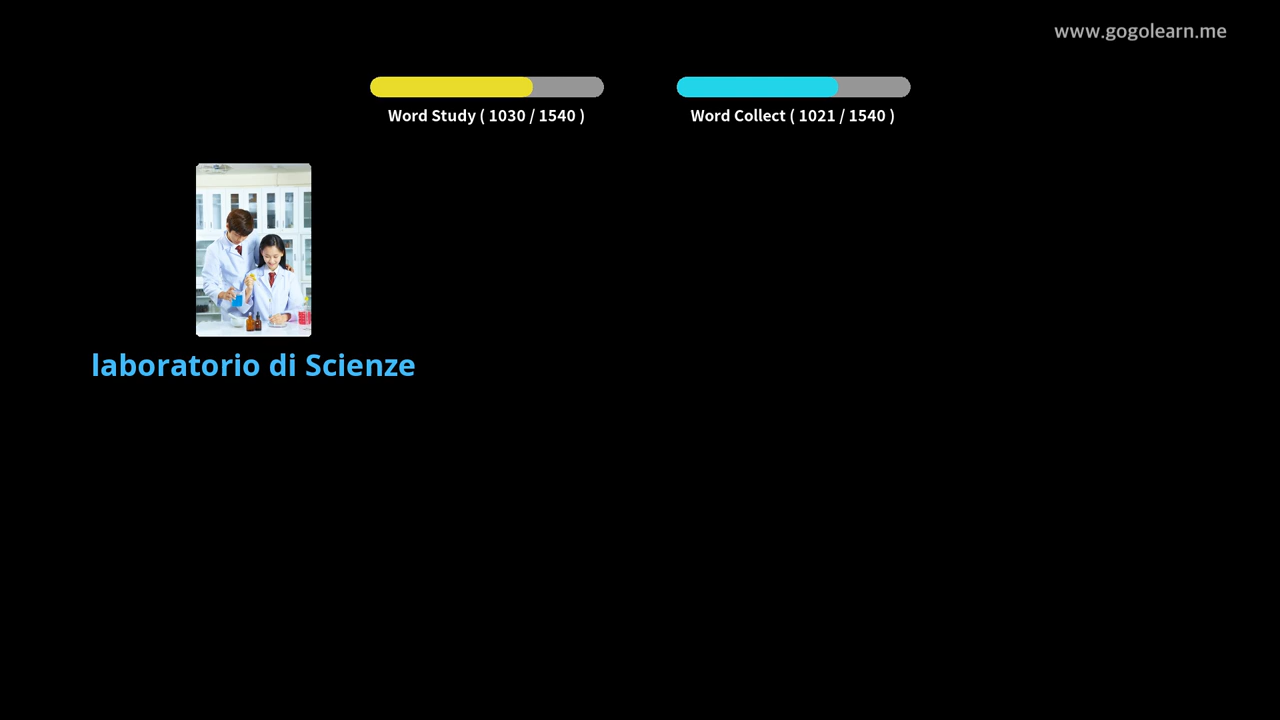 www.gogolearn.me
Word Study ( 1030 / 1540 )
Word Collect ( 1021 / 1540 )
laboratorio di Scienze